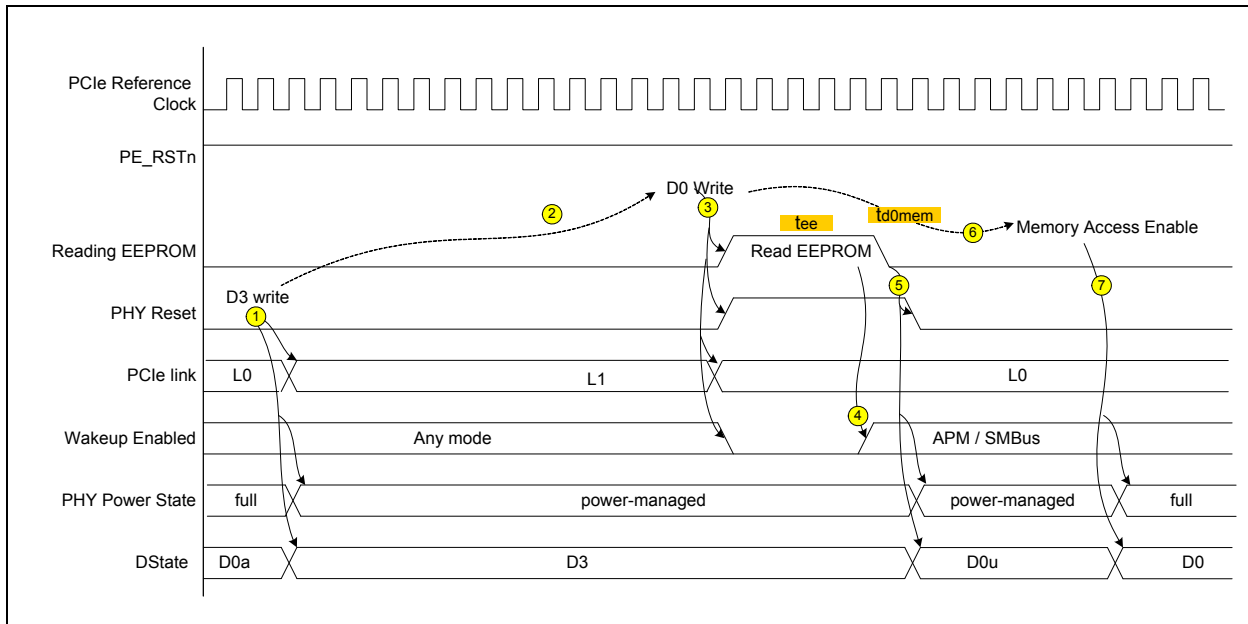 PCIe Reference
Clock
PE_RSTn
D0 Write
2
3
tee
td0mem
6
Memory Access Enable
Reading EEPROM
Read EEPROM
D3 write
1
5
7
PHY Reset
PCIe link
L0
L1
L0
4
Wakeup Enabled
Any mode
APM / SMBus
PHY Power State
full
power-managed
power-managed
full
DState
D0a
D3
D0u
D0